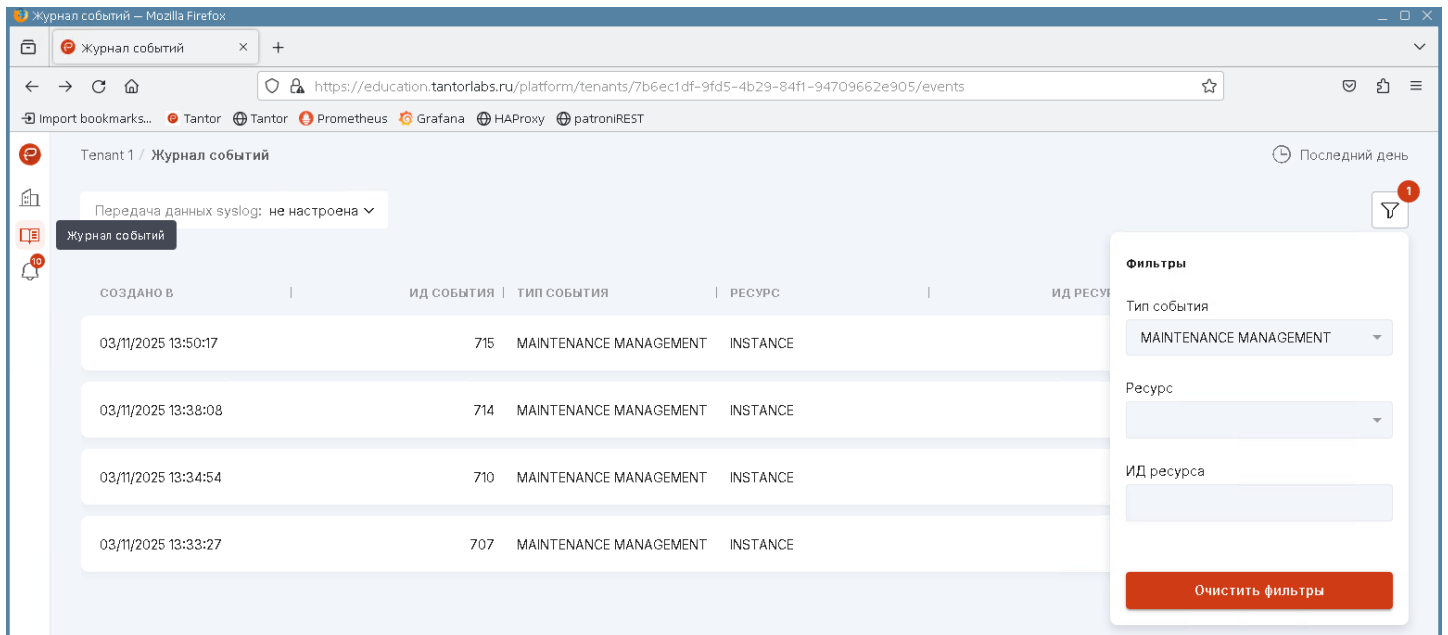 Журнал событий — Mozilla Firefox
Журнал событий
https://education.tantorlabs.ru/platform/tenants/7b6ec1df-9fd5-4b29-84f1-94709662e905/events
Import bookmarks... Tantor Tantor Prometheus Grafana HAProxy patroniREST
Tenant 1 / Журнал событий
Последний день
1
Передача данных syslog: не настроена
Журнал событий
10
Фильтры
СОЗДАНО В ИД СОБЫТИЯ ТИП СОБЫТИЯ РЕСУРС ИД РЕСУР
03/11/2025 13:50:17 715 MAINTENANCE MANAGEMENT INSTANCE
03/11/2025 13:38:08 714 MAINTENANCE MANAGEMENT INSTANCE
03/11/2025 13:34:54 710 MAINTENANCE MANAGEMENT INSTANCE
03/11/2025 13:33:27 707 MAINTENANCE MANAGEMENT INSTANCE
Тип события
MAINTENANCE MANAGEMENT
Ресурс
ИД ресурса
Очистить фильтры